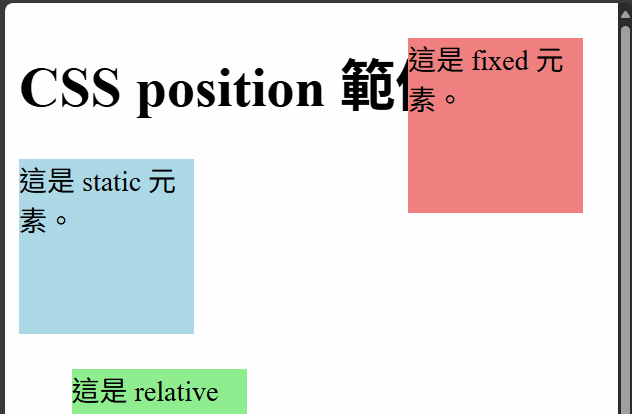 CSS position 範
這是 fixed 元
素。
這是 static 元
素。
這是 relative